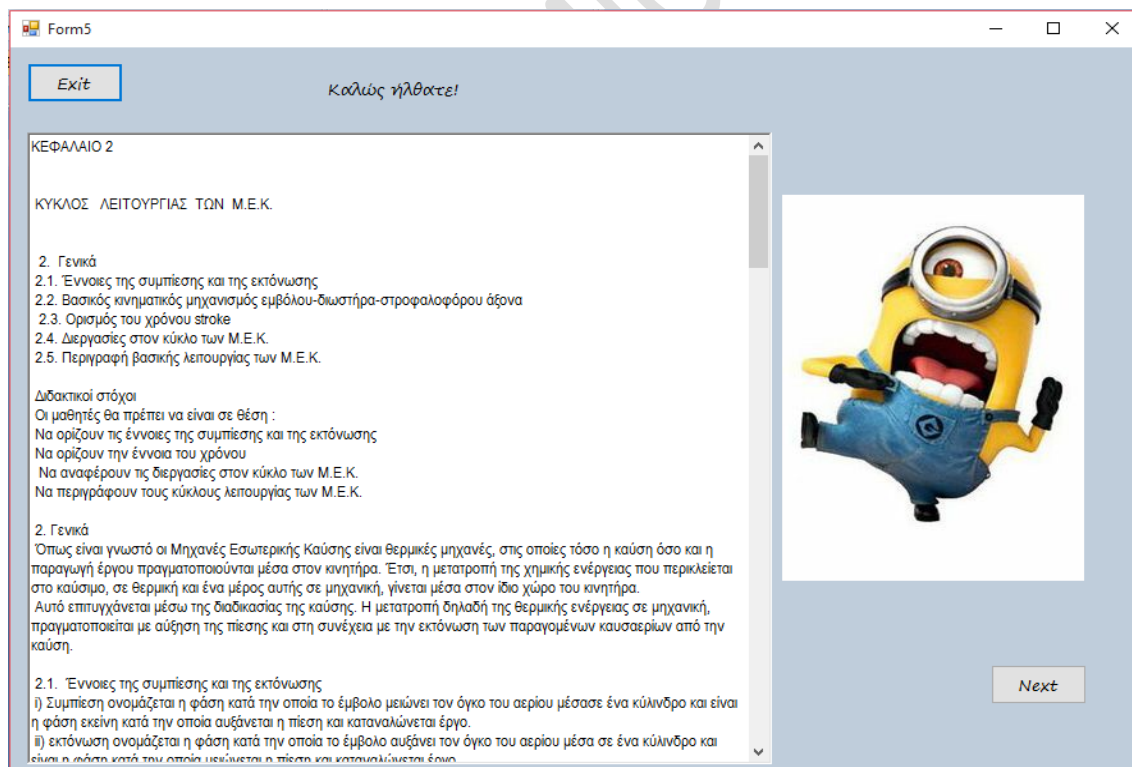 Form5
Exit
Καλώς ήλθατε!
ΚΕΦΑΛΑΙΟ 2
ΚΥΚΛΟΣ ΛΕΙΤΟΥΡΓΙΑΣ ΤΩΝ Μ.Ε.Κ.
2. Γενικά
2.1. Έννοιες της συμπίεσης και της εκτόνωσης
2.2. Βασικός κινηματικός μηχανισμός εμβόλου-διωστήρα-στροφαλοφόρου άξονα
2.3. Ορισμός του χρόνου stroke
2.4. Διεργασίες στον κύκλο των Μ.Ε.Κ.
2.5. Περιγραφή βασικής λειτουργίας των Μ.Ε.Κ.
Διδακτικοί στόχοι
Οι μαθητές θα πρέπει να είναι σε θέση :
Να ορίζουν τις έννοιες της συμπίεσης και της εκτόνωσης
Να ορίζουν την έννοια του χρόνου
Να αναφέρουν τις διεργασίες στον κύκλο των Μ.Ε.Κ.
Να περιγράφουν τους κύκλους λειτουργίας των Μ.Ε.Κ.
2. Γενικά
Όπως είναι γνωστό οι Μηχανές Εσωτερικής Καύσης είναι θερμικές μηχανές, στις οποίες τόσο η καύση όσο και η
παραγωγή έργου πραγματοποιούνται μέσα στον κινητήρα. Έτσι, η μετατροπή της χημικής ενέργειας που περικλείεται
στο καύσιμο, σε θερμική και ένα μέρος αυτής σε μηχανική, γίνεται μέσα στον ίδιο χώρο του κινητήρα.
Αυτό επιτυγχάνεται μέσω της διαδικασίας της καύσης. Η μετατροπή δηλαδή της θερμικής ενέργειας σε μηχανική,
πραγματοποιείται με αύξηση της πίεσης και στη συνέχεια με την εκτόνωση των παραγομένων καυσαερίων από την
καύση.
2.1. Έννοιες της συμπίεσης και της εκτόνωσης
i) Συμπίεση ονομάζεται η φάση κατά την οποία το έμβολο μειώνει τον όγκο του αερίου μέσασε ένα κύλινδρο και είναι
η φάση εκείνη κατά την οποία αυξάνεται η πίεση και καταναλώνεται έργο.
ii) εκτόνωση ονομάζεται η φάση κατά την οποία το έμβολο αυξάνει τον όγκο του αερίου μέσα σε ένα κύλινδρο και
είναι η φάση κατά την οποία μειώνεται η πίεση και καταναλώνεται έργο
Next